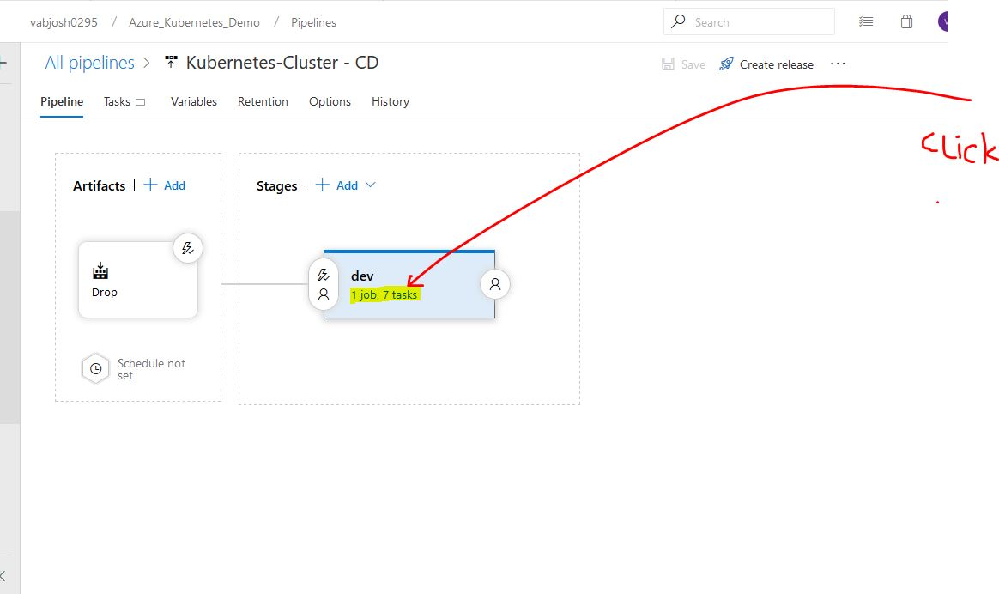 vabjosh0295 / Azure_Kubernetes_Demo / Pipelines
Search
All pipelines > Kubernetes-Cluster - CD
Save Create release ...
Pipeline Tasks Variables Retention Options History
CLick
Artifacts | + Add
Stages | + Add
Drop
dev
1 job, 7 tasks
Schedule not
set